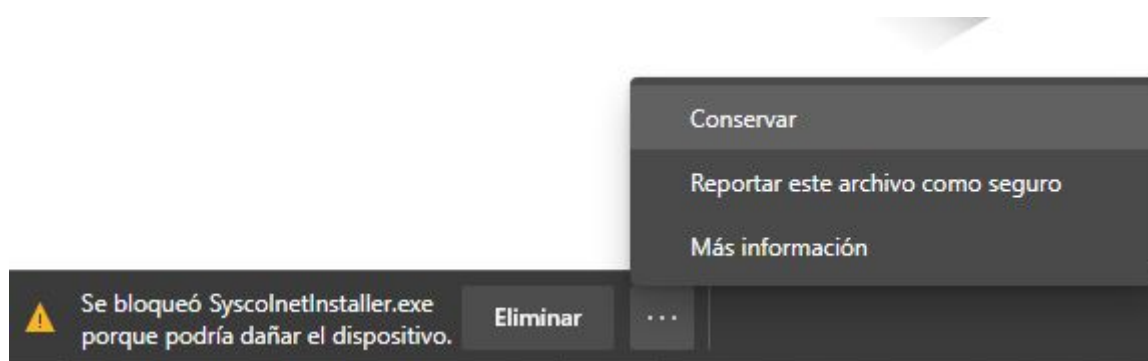 Conservar
Reportar este archivo como seguro
Más información
Se bloqueó SyscolnetInstaller.exe
porque podría dañar el dispositivo.
Eliminar
...